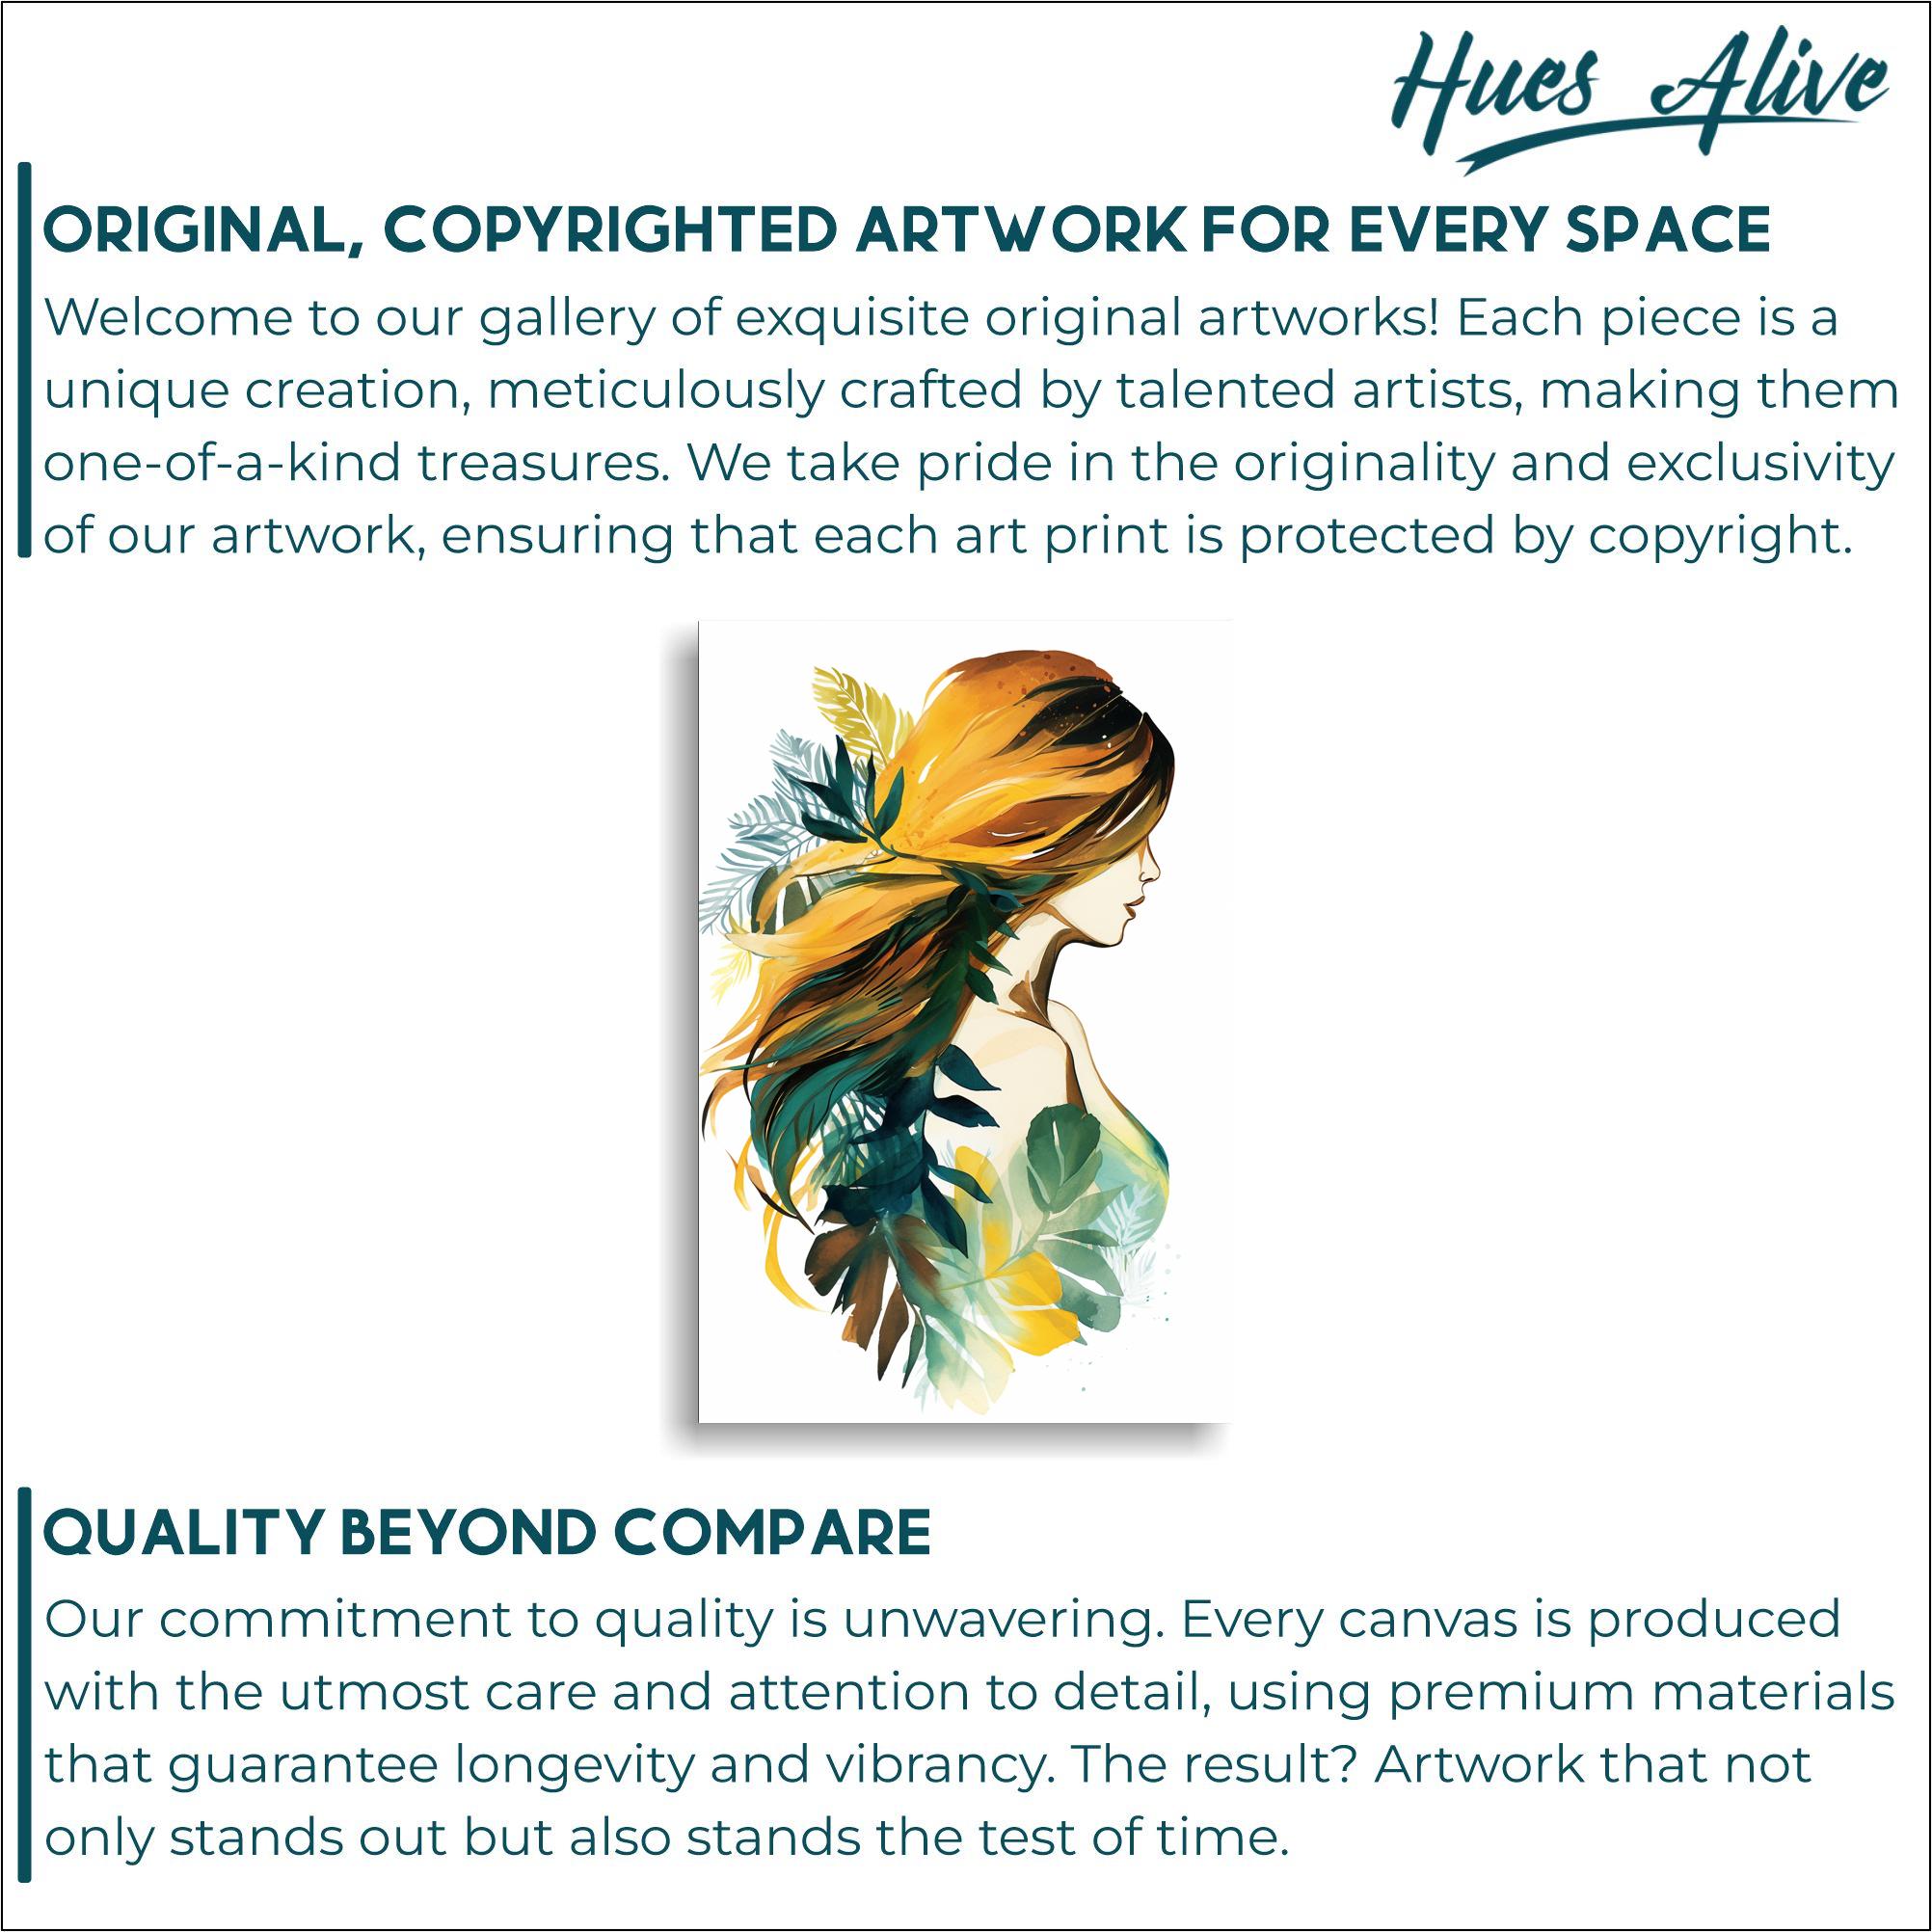 Hues Alive
ORIGINAL, COPYRIGHTED ARTWORK FOR EVERY SPACE
Welcome to our gallery of exquisite original artworks! Each piece is a
unique creation, meticulously crafted by talented artists, making them
one-of-a-kind treasures. We take pride in the originality and exclusivity
of our artwork, ensuring that each art print is protected by copyright.
QUALITY BEYOND COMPARE
Our commitment to quality is unwavering. Every canvas is produced
with the utmost care and attention to detail, using premium materials
that guarantee longevity and vibrancy. The result? Artwork that not
only stands out but also stands the test of time.